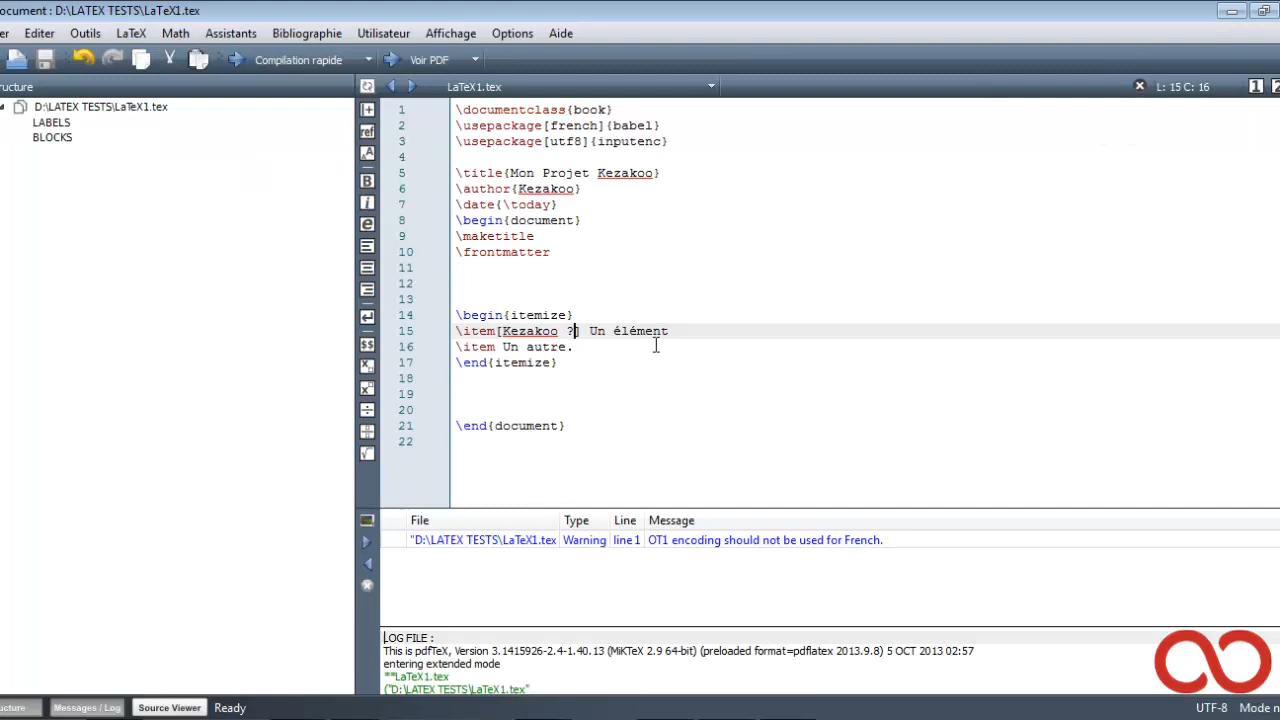 ocument : D:\LATEX TESTS\LaTeX1.tex
er Editer Outils LaTeX Math Assistants Bibliographie Utilisateur Affichage Options Aide
Compilation rapide Voir PDF
ructure LaTeX1.tex L: 15 C: 16 1 2
D:\LATEX TESTS\LaTeX1.tex
LABELS
BLOCKS
ref
B
i
e
$$
1 \documentclass{book}
2 \usepackage[french]{babel}
3 \usepackage[utf8]{inputenc}
4
5 \title{Mon Projet Kezakoo}
6 \author{Kezakoo}
7 \date{\today}
8 \begin{document}
9 \maketitle
10 \frontmatter
11
12
13
14 \begin{itemize}
15 \item[Kezakoo ?] Un élément
16 \item Un autre.
17 \end{itemize}
18
19
20
21 \end{document}
22
File Type Line Message
"D:\LATEX TESTS\LaTeX1.tex Warning line 1 OT1 encoding should not be used for French.
LOG FILE :
This is pdfTeX, Version 3.1415926-2.4-1.40.13 (MiKTeX 2.9 64-bit) (preloaded format=pdflatex 2013.9.8) 5 OCT 2013 02:57
entering extended mode
**LaTeX1.tex
("D:\LATEX TESTS\LaTeX1.tex"
ucture Messages / Log Source Viewer Ready UTF-8 Mode n